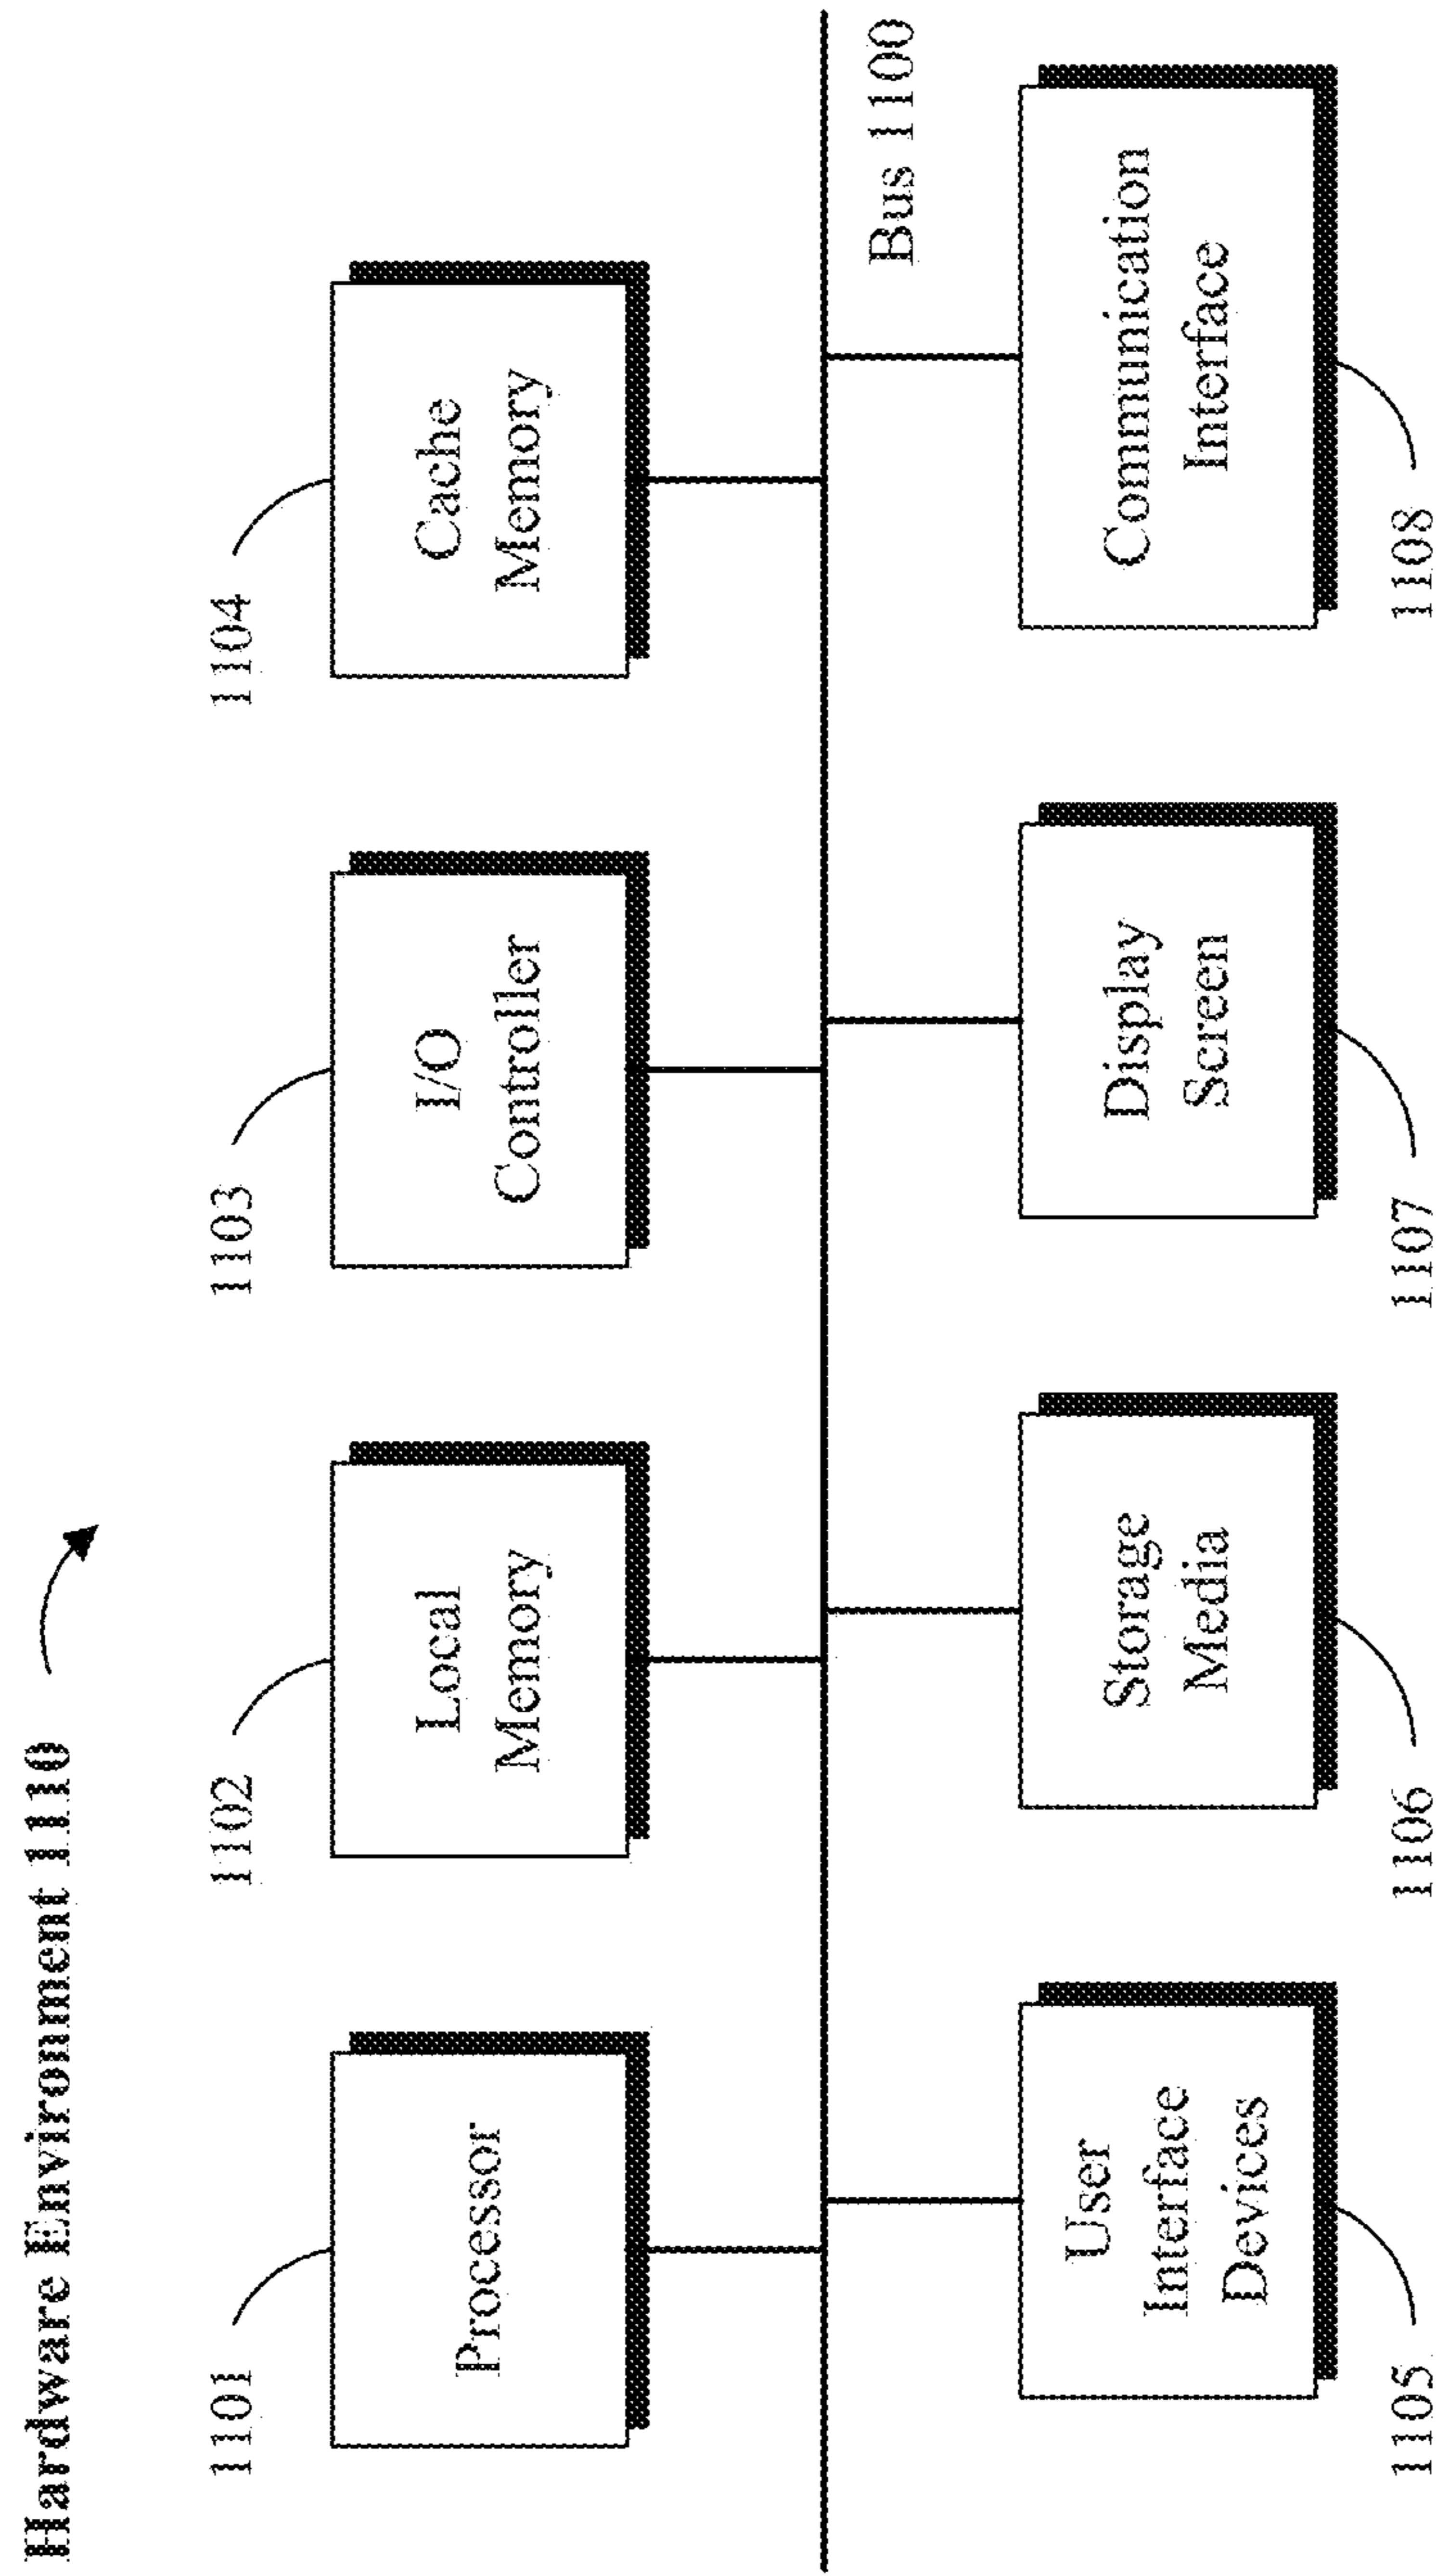 Hardware Environment 1110
1101
1102
1103
1104
Processor
Local
Memory
I/O
Controller
Cache
Memory
Bus 1100
User
Interface
Devices
Storage
Media
Display
Screen
Communication
Interface
1105
1106
1107
1108